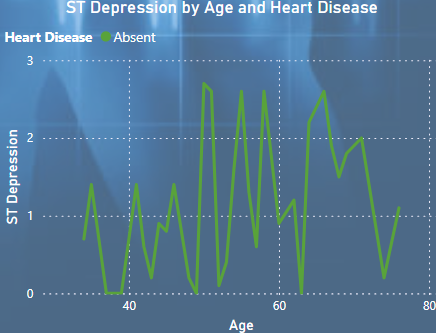 ST Depression by Age and Heart Disease
Heart Disease Absent
3
2
1
0
ST Depression
40 60 80
Age